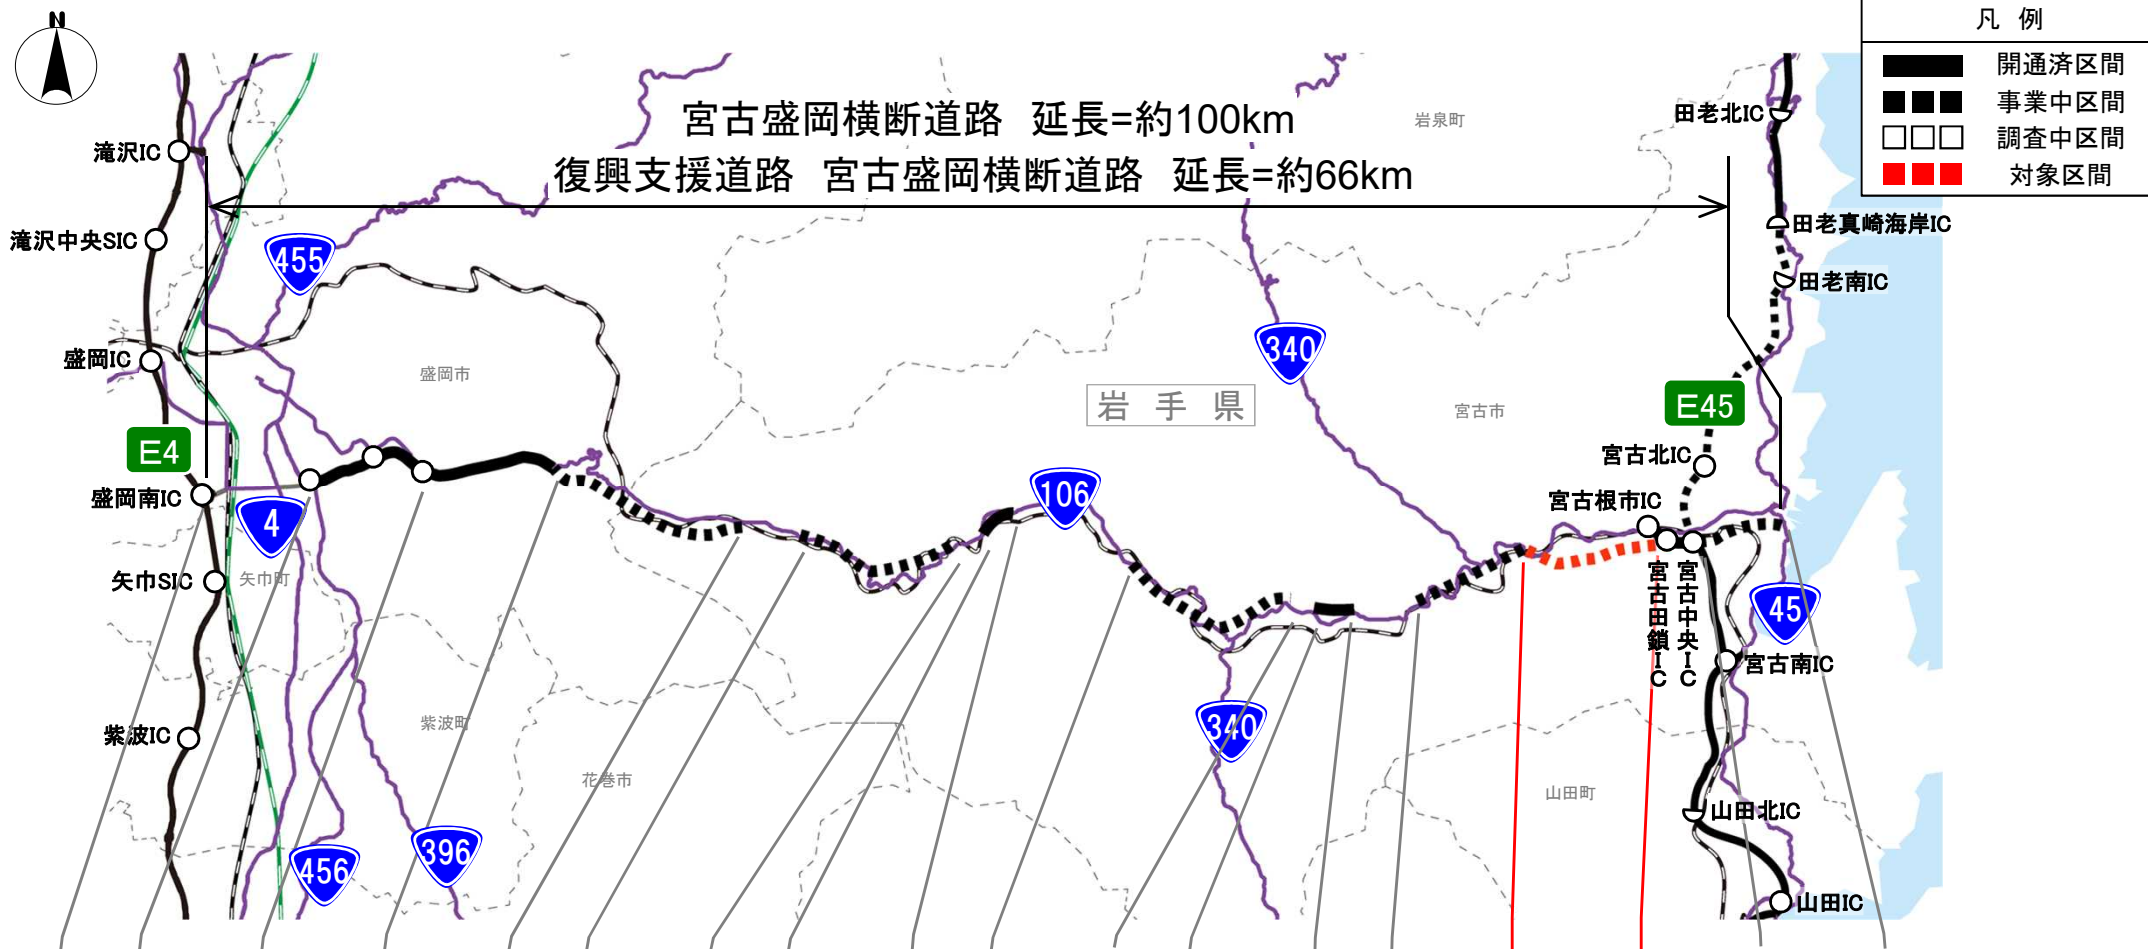 N
凡 例
開通済区間
事業中区間
調査中区間
対象区間
宮古盛岡横断道路 延長=約100km
復興支援道路 宮古盛岡横断道路 延長=約66km
岩泉町
田老北IC
滝沢IC
田老真崎海岸IC
滝沢中央SIC
455
田老南IC
340
盛岡IC
盛岡市
岩 手 県
宮古市
E45
E4
宮古北IC
盛岡南IC
106
宮古根市IC
4
矢巾SIC
矢巾町
宮古田鎖IC
宮古中央IC
45
宮古南IC
紫波IC
紫波町
340
花巻市
山田町
山田北IC
396
456
山田IC